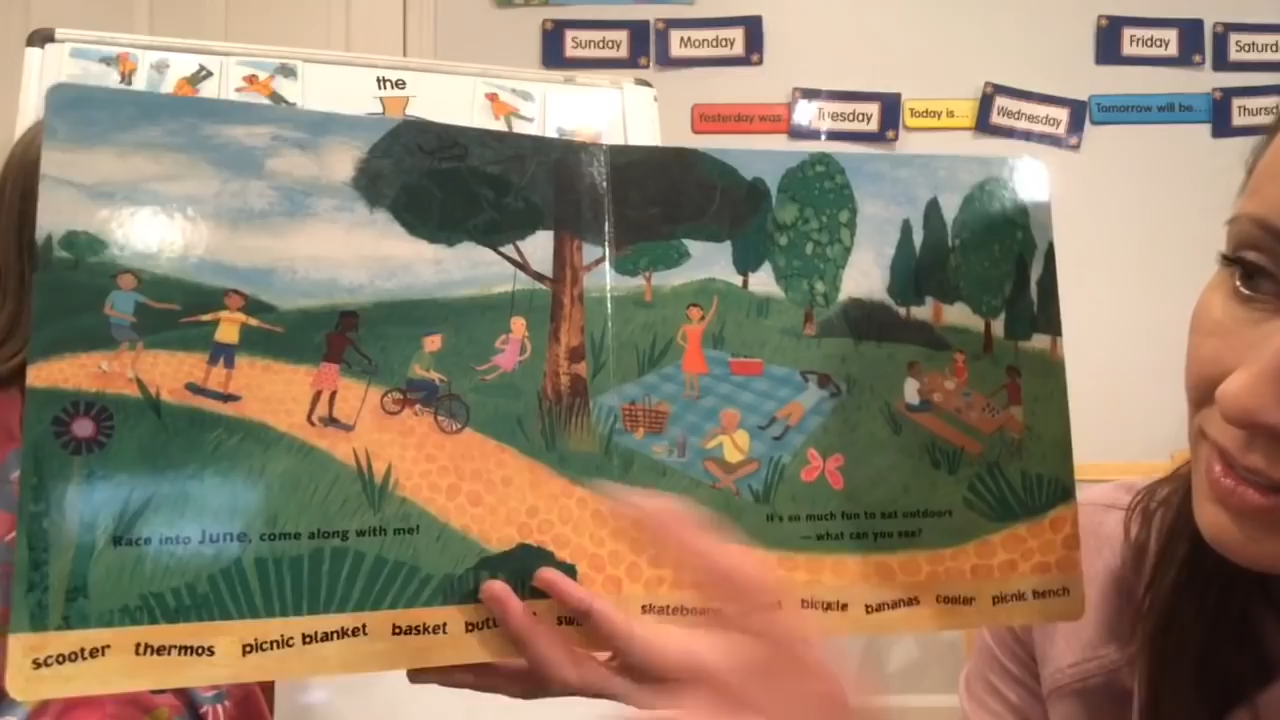 Sunday
Monday
Friday
the
Yesterday was
Tuesday
Today is...
Wednesday
Tomorrow will be...
Race into June, come along with me!
It's so much fun to eat outdoors
— what can you see?
scooter thermos picnic blanket basket bicycle bananas cooler picnic bench